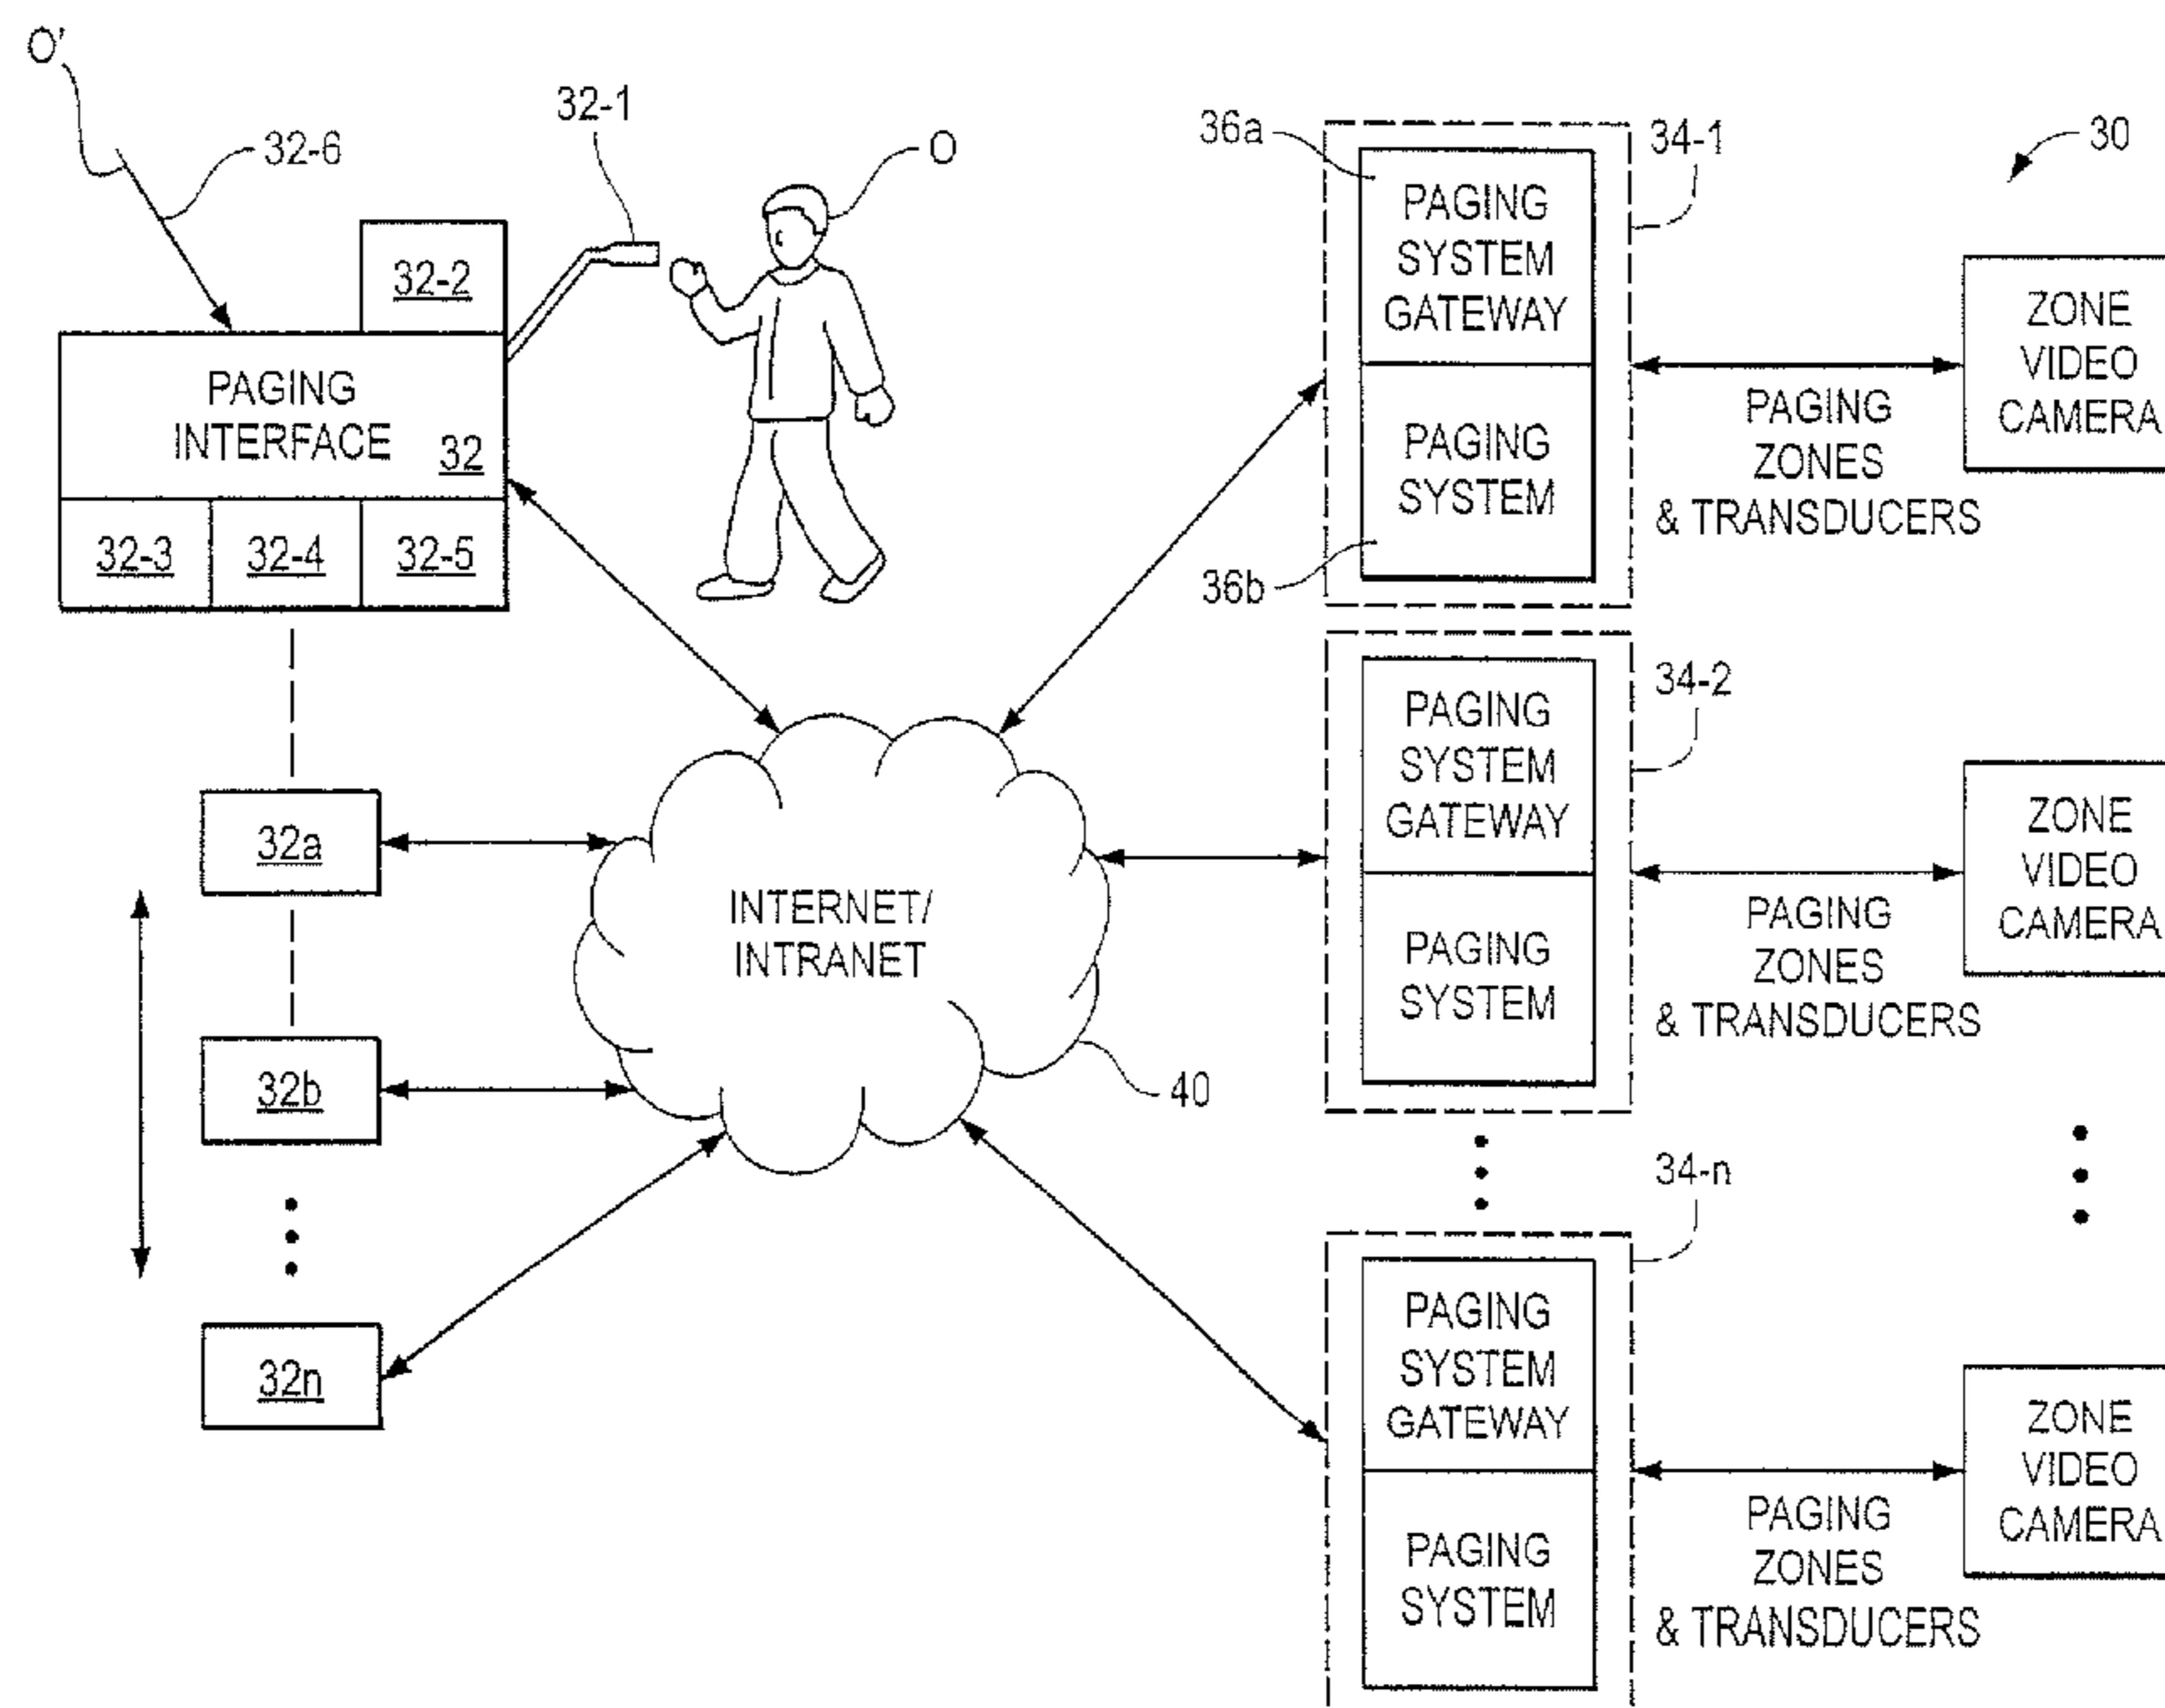 O'
32-6
32-1
O
32-2
PAGING
INTERFACE
32
32-3
32-4
32-5
32a
32b
32n
INTERNET/
INTRANET
40
36a
34-1
30
PAGING
SYSTEM
GATEWAY
PAGING
SYSTEM
36b
PAGING
ZONES
& TRANSDUCERS
ZONE
VIDEO
CAMERA
34-2
PAGING
SYSTEM
GATEWAY
PAGING
SYSTEM
PAGING
ZONES
& TRANSDUCERS
ZONE
VIDEO
CAMERA
34-n
PAGING
SYSTEM
GATEWAY
PAGING
SYSTEM
PAGING
ZONES
& TRANSDUCERS
ZONE
VIDEO
CAMERA